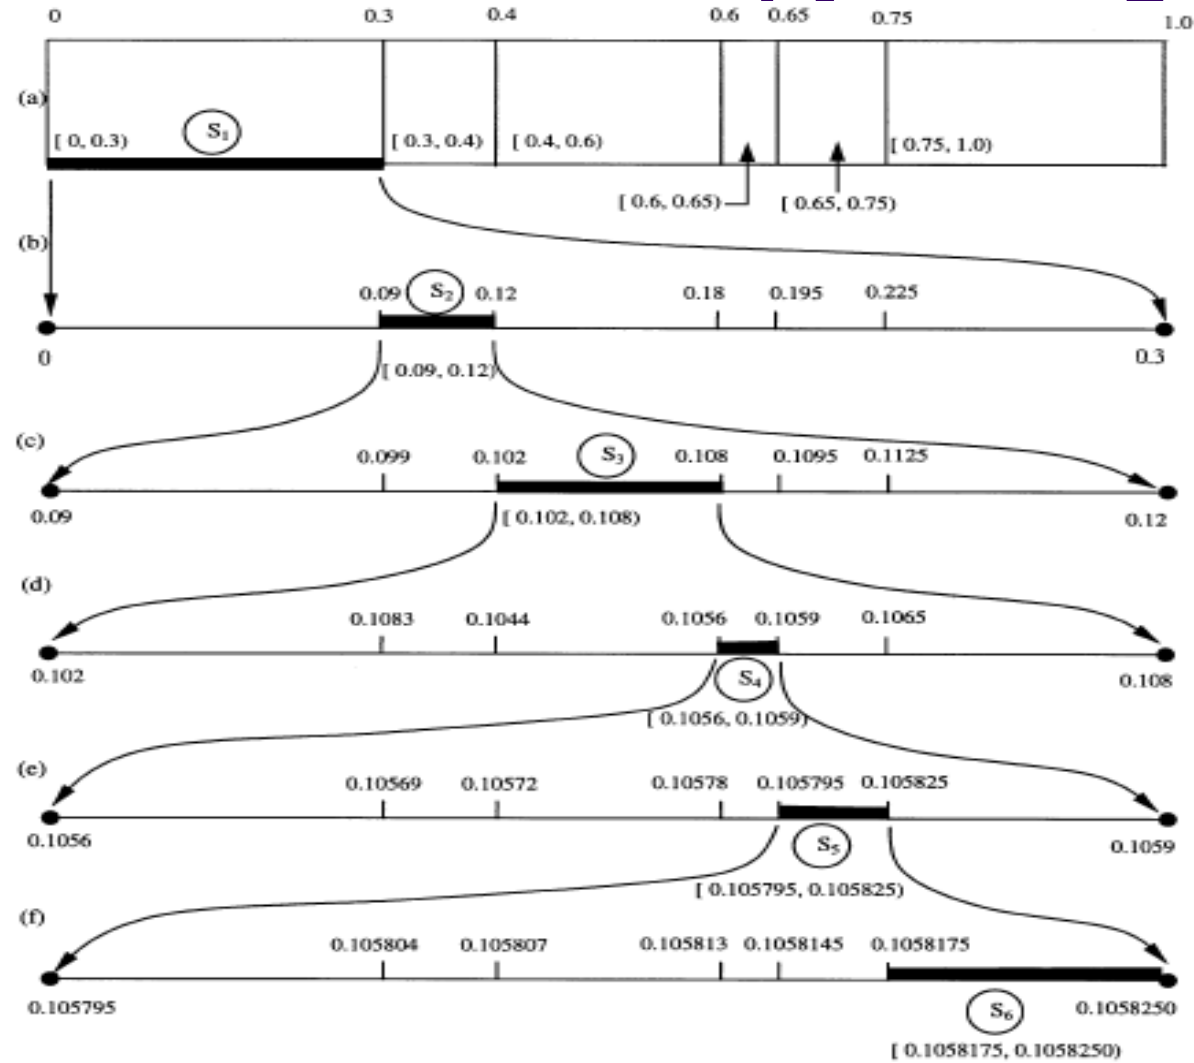 0 0.3 0.4 0.6 0.65 0.75 1.0
(a)
S1
[ 0, 0.3) [ 0.3, 0.4) [ 0.4, 0.6) [ 0.75, 1.0)
[ 0.6, 0.65) [ 0.65, 0.75)
(b)
0.09 S2 0.12 0.18 0.195 0.225
0 0.3
[ 0.09, 0.12)
(c)
0.099 0.102 S3 0.108 0.1095 0.1125
0.09 [ 0.102, 0.108) 0.12
(d)
0.1083 0.1044 0.1056 0.1059 0.1065
0.102 S4 0.108
[ 0.1056, 0.1059)
(e)
0.10569 0.10572 0.10578 0.105795 0.105825
0.1056 S5 0.1059
[ 0.105795, 0.105825)
(f)
0.105804 0.105807 0.105813 0.1058145 0.1058175
0.105795 S6 0.1058250
[ 0.1058175, 0.1058250)